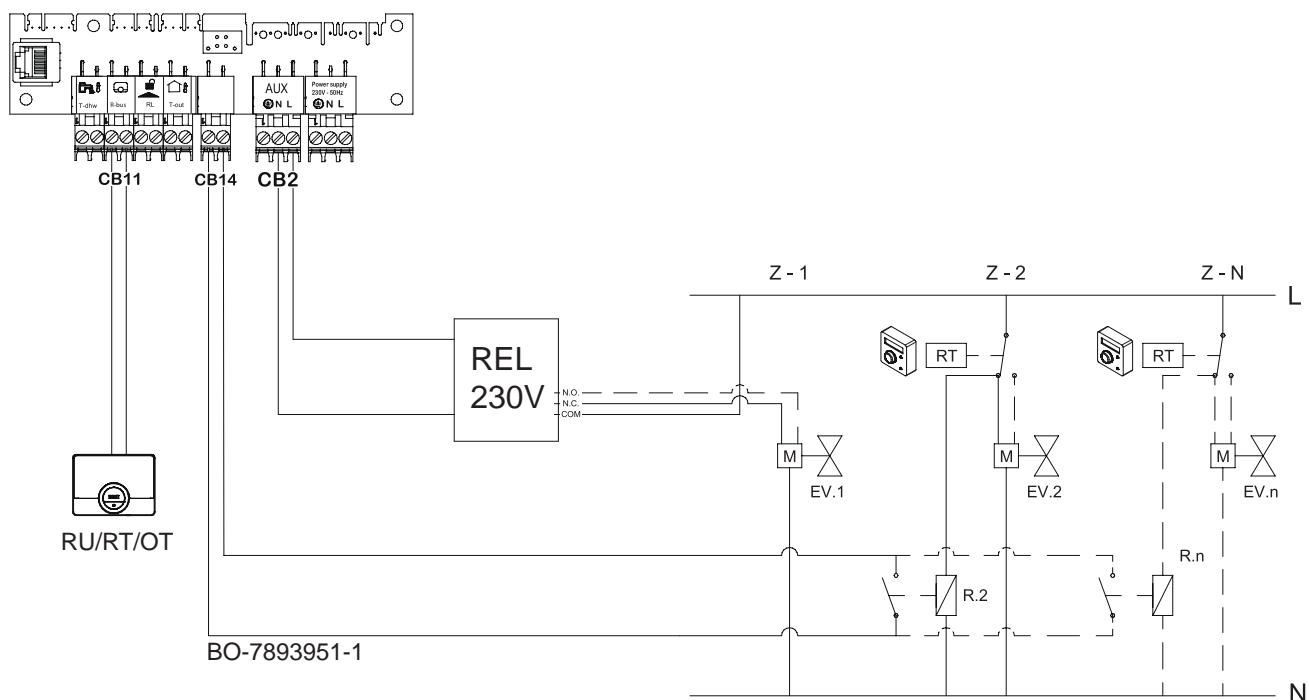 T-dhw
R-bus
RL
T-out
AUX
N L
Power supply
230V - 50Hz
N L
CB11
CB14
CB2
Z - 1
Z - 2
Z - N
L
REL
230V
N.O.
N.C.
COM
RT
RT
M
M
M
EV.1
EV.2
EV.n
RU/RT/OT
R.2
R.n
BO-7893951-1
N